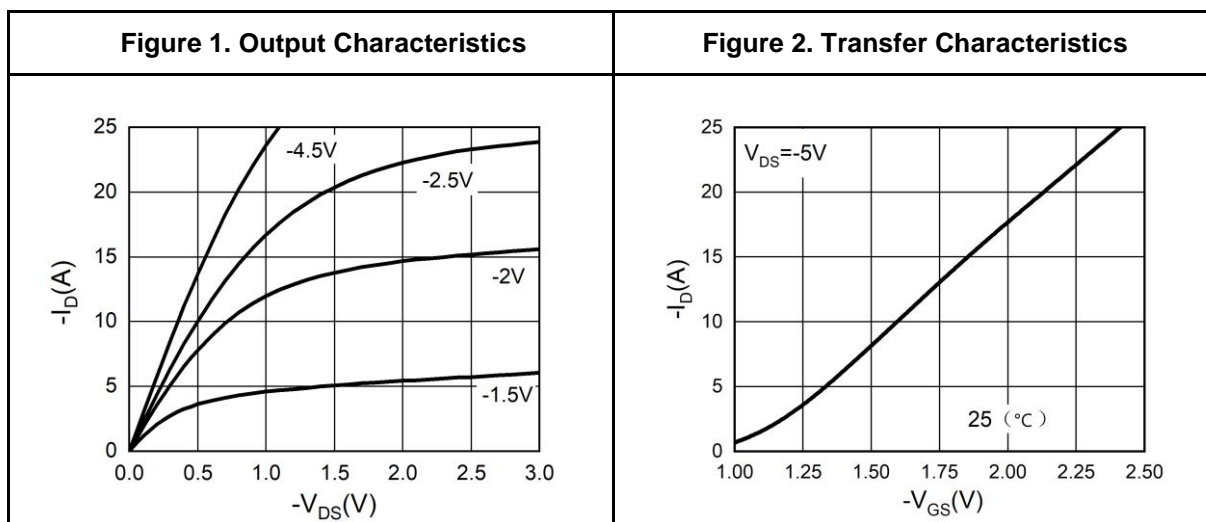 Figure 1. Output Characteristics
Figure 2. Transfer Characteristics
25
20
15
10
5
0
-I_D(A)
-4.5V
-2.5V
-2V
-1.5V
0.0 0.5 1.0 1.5 2.0 2.5 3.0
-V_DS(V)
25
20
15
10
5
0
-I_D(A)
V_DS=-5V
25（℃）
1.00 1.25 1.50 1.75 2.00 2.25 2.50
-V_GS(V)